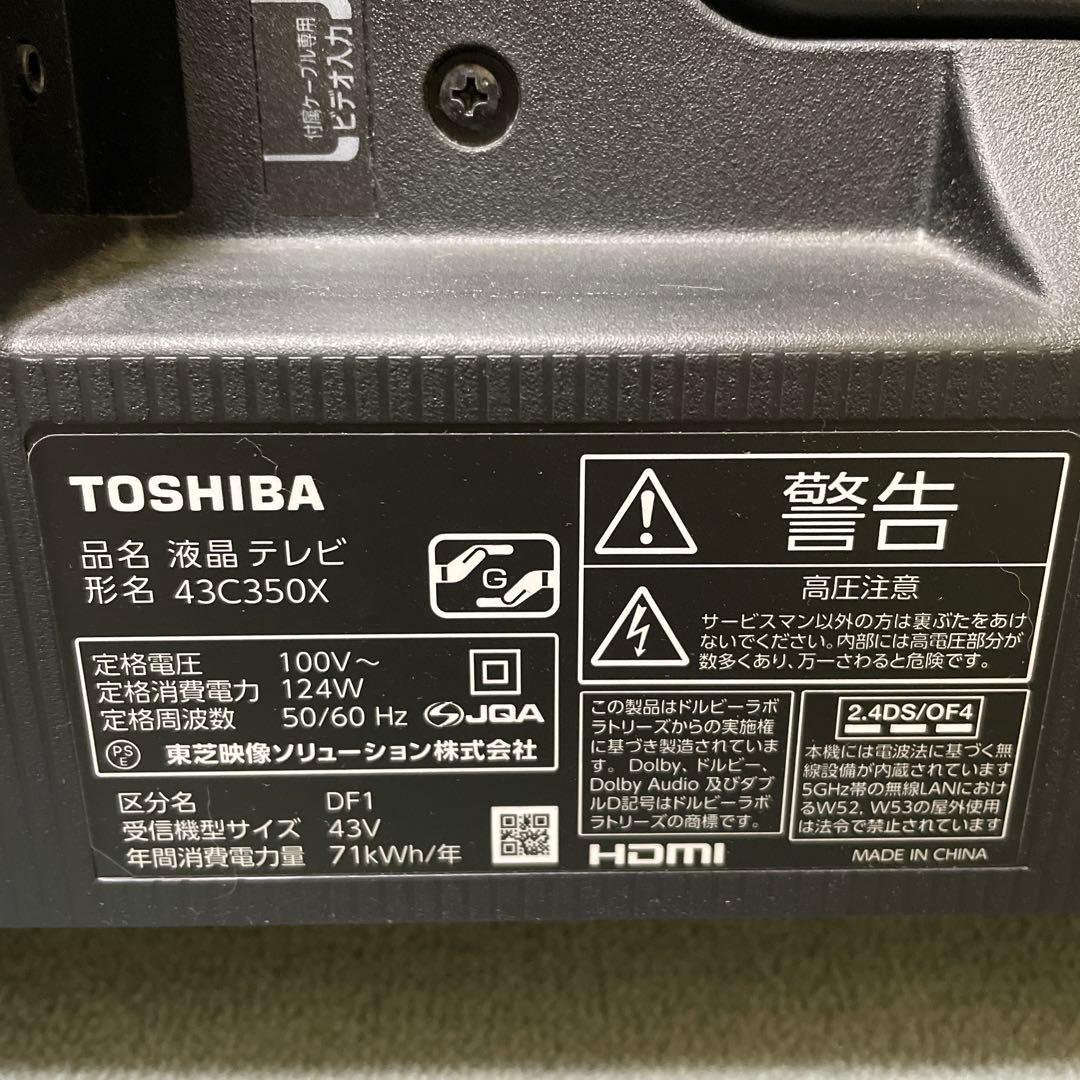 付属ケーブル専用
ビデオ入力
TOSHIBA
品名 液晶 テレビ
形名 43C350X
G
定格電圧 100V～
定格消費電力 124W
定格周波数 50/60 Hz
JQA
PSE
東芝映像ソリューション株式会社
区分名 DF1
受信機型サイズ 43V
年間消費電力量 71kWh/年
警告
高圧注意
サービスマン以外の方は裏ぶたをあけ
ないでください。内部には高電圧部分が
数多くあり、万一さわると危険です。
この製品はドルビーラボ
ラトリーズからの実施権
に基づき製造されていま
す。 Dolby、ドルビー、
Dolby Audio 及びダブ
ルD記号はドルビーラボ
ラトリーズの商標です。
HDMI
2.4DS/OF4
本機には電波法に基づく無
線設備が内蔵されています
5GHz帯の無線LANにおけ
るW52、W53の屋外使用
は法令で禁止されています
MADE IN CHINA